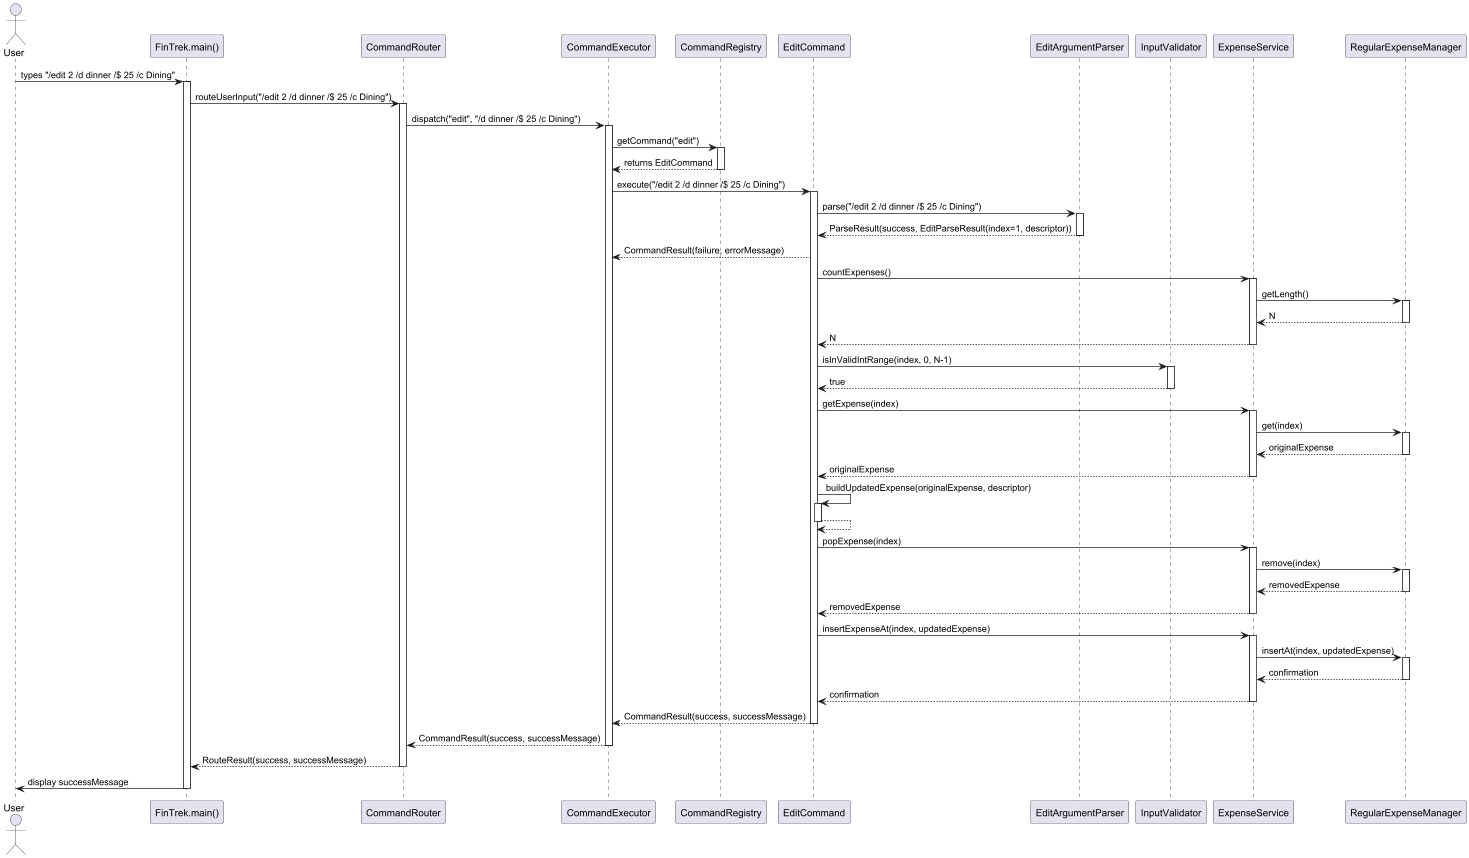 User
FinTrek.main()
CommandRouter
CommandExecutor
CommandRegistry
EditCommand
EditArgumentParser
InputValidator
ExpenseService
RegularExpenseManager
types "/edit 2 /d dinner /$ 25 /c Dining"
routeUserInput("/edit 2 /d dinner /$ 25 /c Dining")
dispatch("edit", "/d dinner /$ 25 /c Dining")
getCommand("edit")
returns EditCommand
execute("/edit 2 /d dinner /$ 25 /c Dining")
parse("/edit 2 /d dinner /$ 25 /c Dining")
ParseResult(success, EditParseResult(index=1, descriptor))
CommandResult(failure, errorMessage)
countExpenses()
getLength()
N
N
isInValidIntRange(index, 0, N-1)
true
getExpense(index)
get(index)
originalExpense
originalExpense
buildUpdatedExpense(originalExpense, descriptor)
popExpense(index)
remove(index)
removedExpense
removedExpense
insertExpenseAt(index, updatedExpense)
insertAt(index, updatedExpense)
confirmation
confirmation
CommandResult(success, successMessage)
CommandResult(success, successMessage)
RouteResult(success, successMessage)
display successMessage
User
FinTrek.main()
CommandRouter
CommandExecutor
CommandRegistry
EditCommand
EditArgumentParser
InputValidator
ExpenseService
RegularExpenseManager